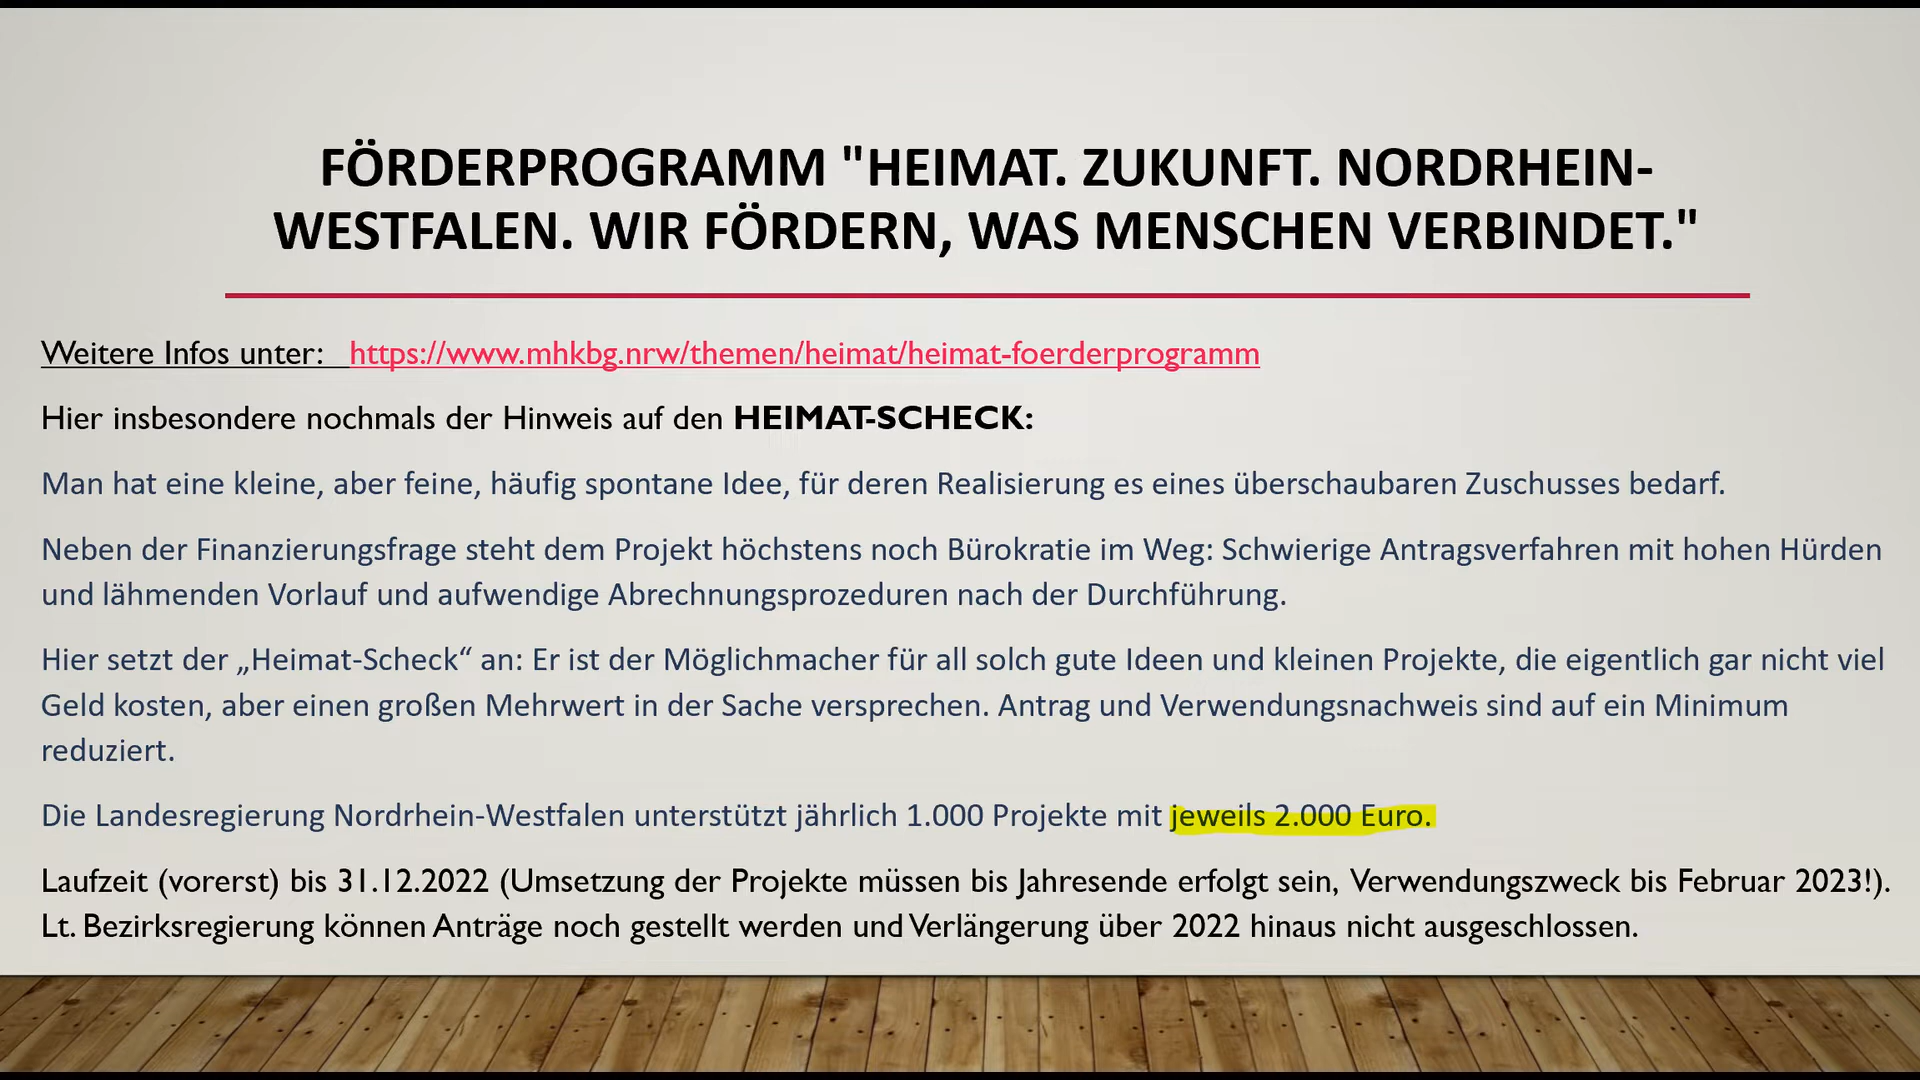 FÖRDERPROGRAMM "HEIMAT. ZUKUNFT. NORDRHEIN-
WESTFALEN. WIR FÖRDERN, WAS MENSCHEN VERBINDET."
Weitere Infos unter: https://www.mhkbg.nrw/themen/heimat/heimat-foerderprogramm
Hier insbesondere nochmals der Hinweis auf den HEIMAT-SCHECK:
Man hat eine kleine, aber feine, häufig spontane Idee, für deren Realisierung es eines überschaubaren Zuschusses bedarf.
Neben der Finanzierungsfrage steht dem Projekt höchstens noch Bürokratie im Weg: Schwierige Antragsverfahren mit hohen Hürden
und lähmenden Vorlauf und aufwendige Abrechnungsprozeduren nach der Durchführung.
Hier setzt der „Heimat-Scheck“ an: Er ist der Möglichmacher für all solch gute Ideen und kleinen Projekte, die eigentlich gar nicht viel
Geld kosten, aber einen großen Mehrwert in der Sache versprechen. Antrag und Verwendungsnachweis sind auf ein Minimum
reduziert.
Die Landesregierung Nordrhein-Westfalen unterstützt jährlich 1.000 Projekte mit jeweils 2.000 Euro.
Laufzeit (vorerst) bis 31.12.2022 (Umsetzung der Projekte müssen bis Jahresende erfolgt sein, Verwendungszweck bis Februar 2023!).
Lt. Bezirksregierung können Anträge noch gestellt werden und Verlängerung über 2022 hinaus nicht ausgeschlossen.